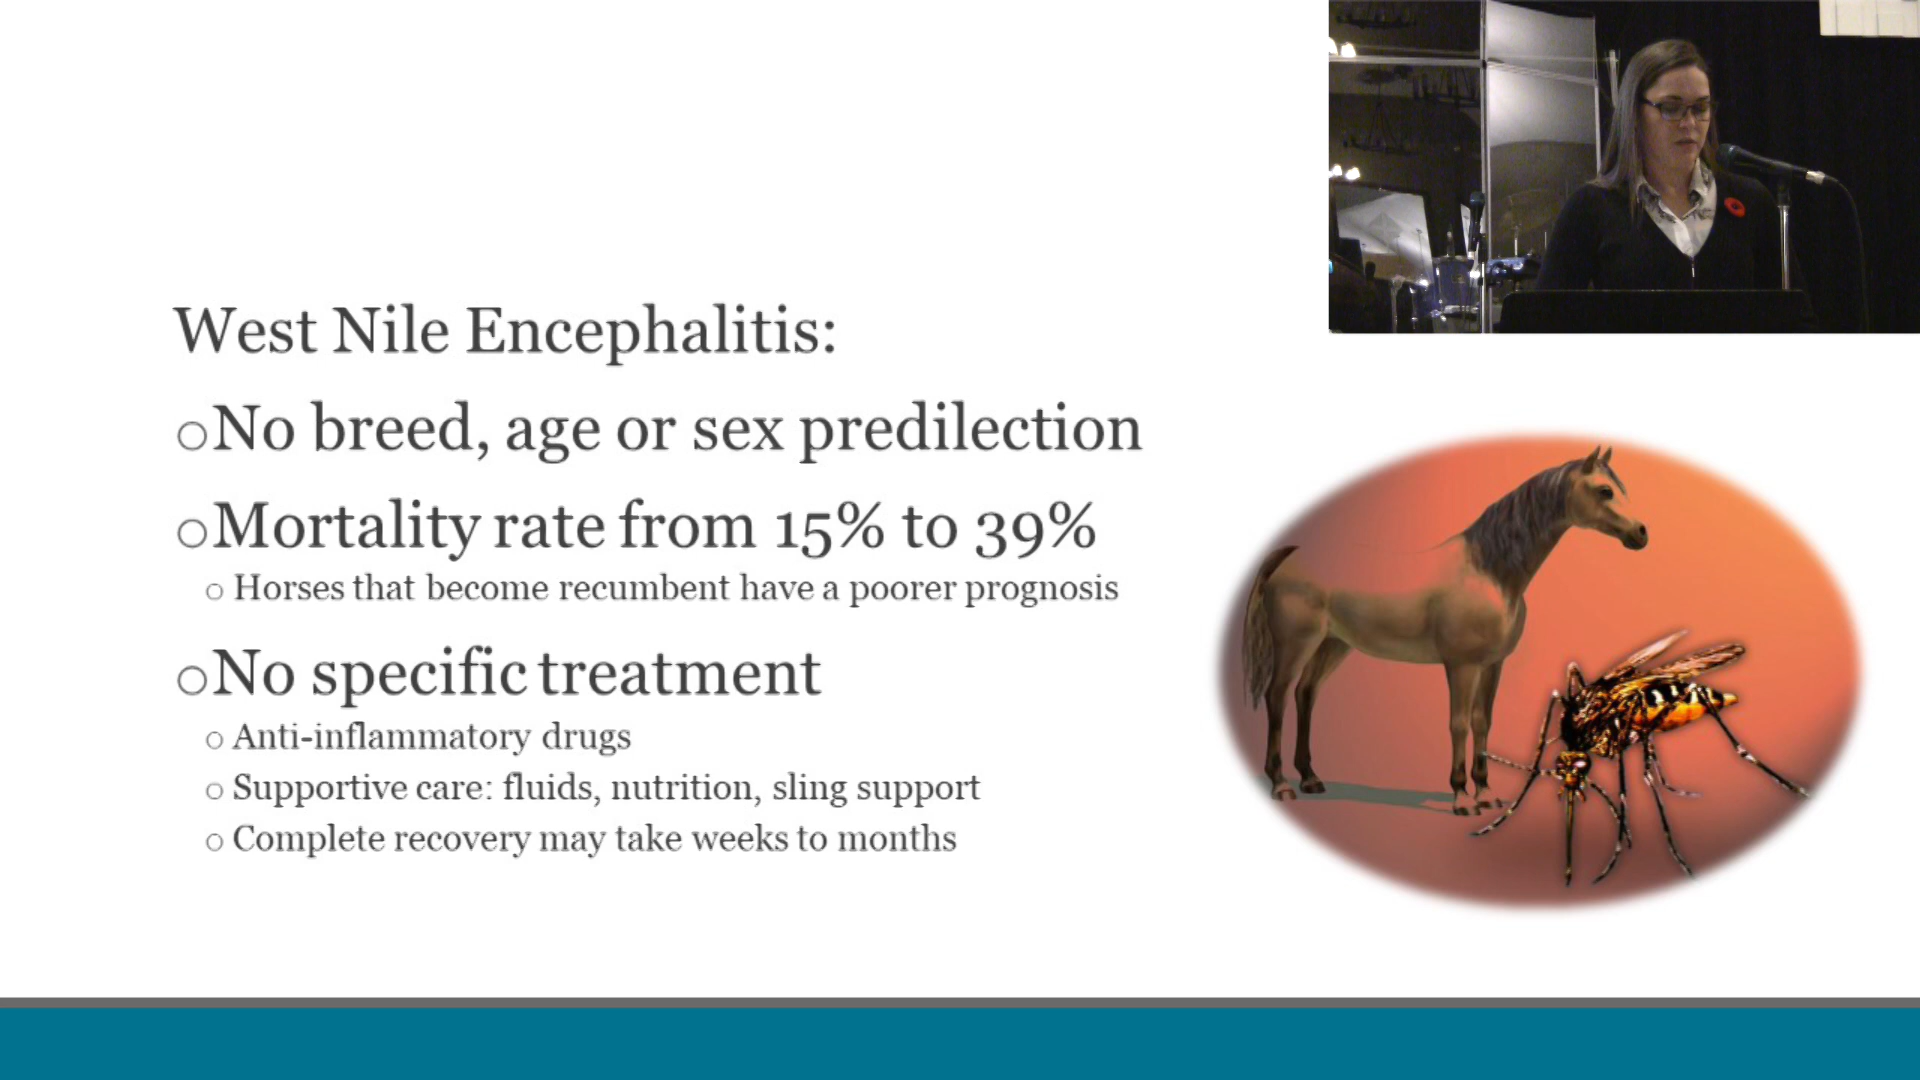 West Nile Encephalitis:
○No breed, age or sex predilection
○Mortality rate from 15% to 39%
○ Horses that become recumbent have a poorer prognosis
○No specific treatment
○ Anti-inflammatory drugs
○ Supportive care: fluids, nutrition, sling support
○ Complete recovery may take weeks to months